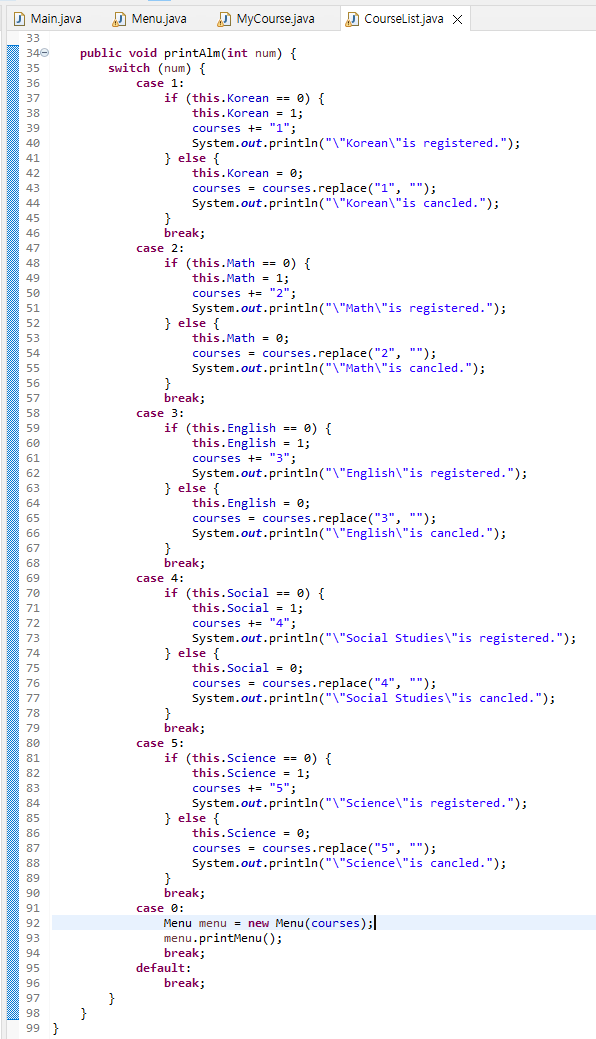 Main.java Menu.java MyCourse.java CourseList.java
33
34 public void printAlm(int num) {
35 switch (num) {
36 case 1:
37 if (this.Korean == 0) {
38 this.Korean = 1;
39 courses += "1";
40 System.out.println("\"Korean\"is registered.");
41 } else {
42 this.Korean = 0;
43 courses = courses.replace("1", "");
44 System.out.println("\"Korean\"is cancled.");
45 }
46 break;
47 case 2:
48 if (this.Math == 0) {
49 this.Math = 1;
50 courses += "2";
51 System.out.println("\"Math\"is registered.");
52 } else {
53 this.Math = 0;
54 courses = courses.replace("2", "");
55 System.out.println("\"Math\"is cancled.");
56 }
57 break;
58 case 3:
59 if (this.English == 0) {
60 this.English = 1;
61 courses += "3";
62 System.out.println("\"English\"is registered.");
63 } else {
64 this.English = 0;
65 courses = courses.replace("3", "");
66 System.out.println("\"English\"is cancled.");
67 }
68 break;
69 case 4:
70 if (this.Social == 0) {
71 this.Social = 1;
72 courses += "4";
73 System.out.println("\"Social Studies\"is registered.");
74 } else {
75 this.Social = 0;
76 courses = courses.replace("4", "");
77 System.out.println("\"Social Studies\"is cancled.");
78 }
79 break;
80 case 5:
81 if (this.Science == 0) {
82 this.Science = 1;
83 courses += "5";
84 System.out.println("\"Science\"is registered.");
85 } else {
86 this.Science = 0;
87 courses = courses.replace("5", "");
88 System.out.println("\"Science\"is cancled.");
89 }
90 break;
91 case 0:
92 Menu menu = new Menu(courses);
93 menu.printMenu();
94 break;
95 default:
96 break;
97 }
98 }
99 }